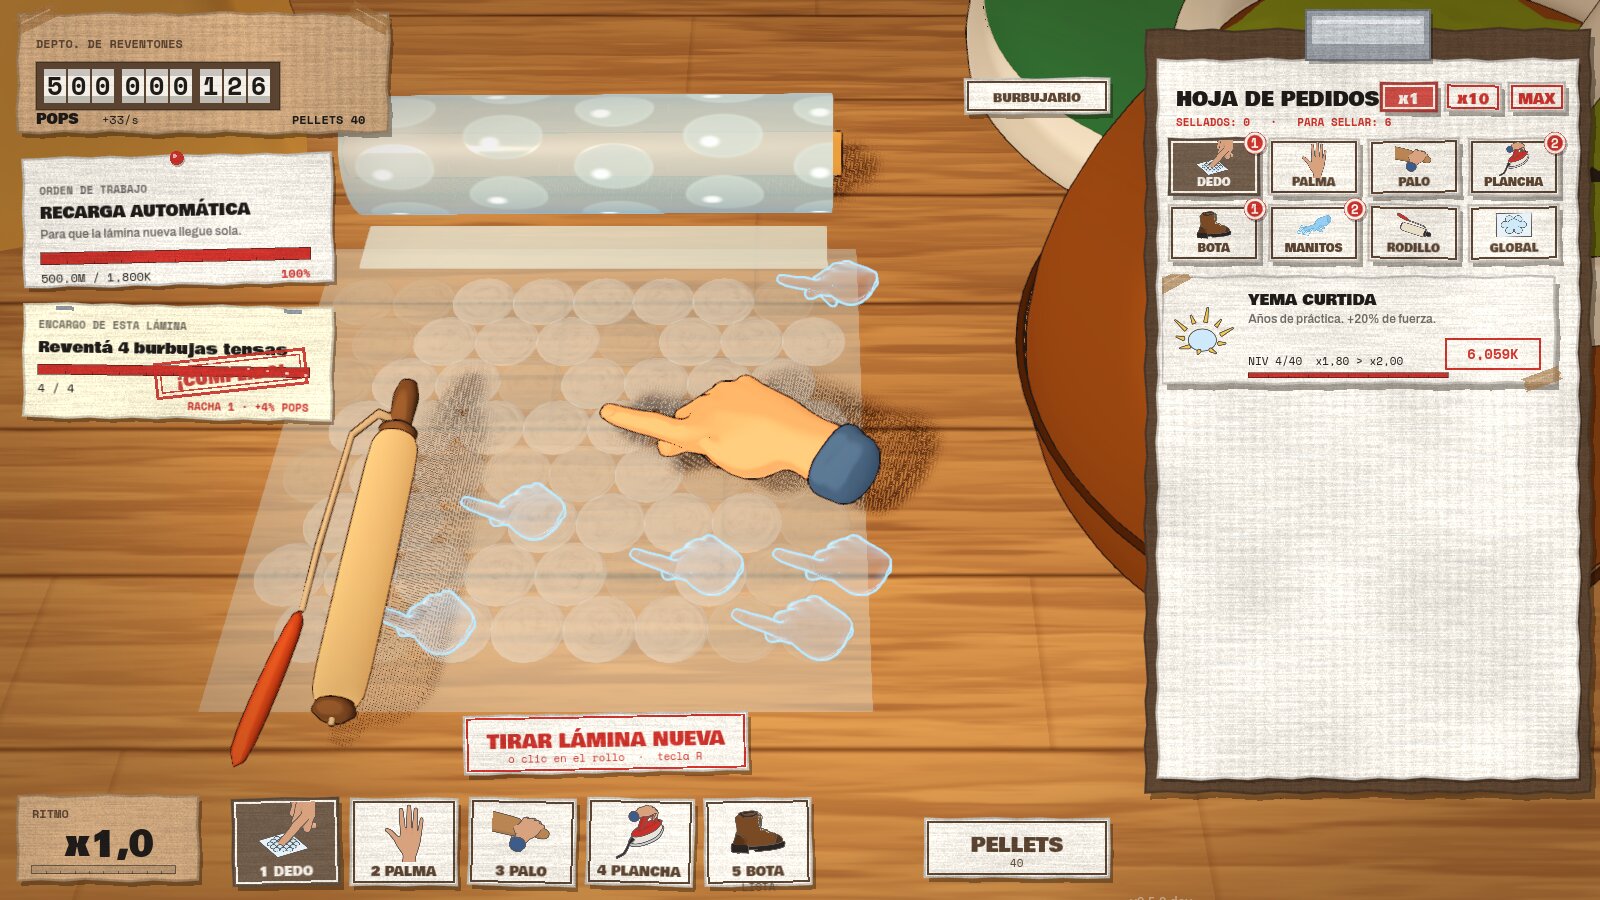 DEPTO. DE REVENTONES
500 000 126
POPS +33/s PELLETS 40
ORDEN DE TRABAJO
RECARGA AUTOMÁTICA
Para que la lámina nueva llegue sola.
500.0M / 1.800K 100%
ENCARGO DE ESTA LÁMINA
Reventá 4 burbujas tensas
4 / 4
RACHA 1 · +4% POPS
BURBUJARIO
HOJA DE PEDIDOS x1 x10 MAX
SELLADOS: 0 · PARA SELLAR: 6
1 2
DEDO PALMA PALO PLANCHA
1 2
BOTA MANITOS RODILLO GLOBAL
YEMA CURTIDA
Años de práctica. +20% de fuerza.
NIV 4/40 x1,80 > x2,00 6.059K
TIRAR LÁMINA NUEVA
o clic en el rollo · tecla R
RITMO
x1,0
1 DEDO 2 PALMA 3 PALO 4 PLANCHA 5 BOTA
LISTA
PELLETS
40